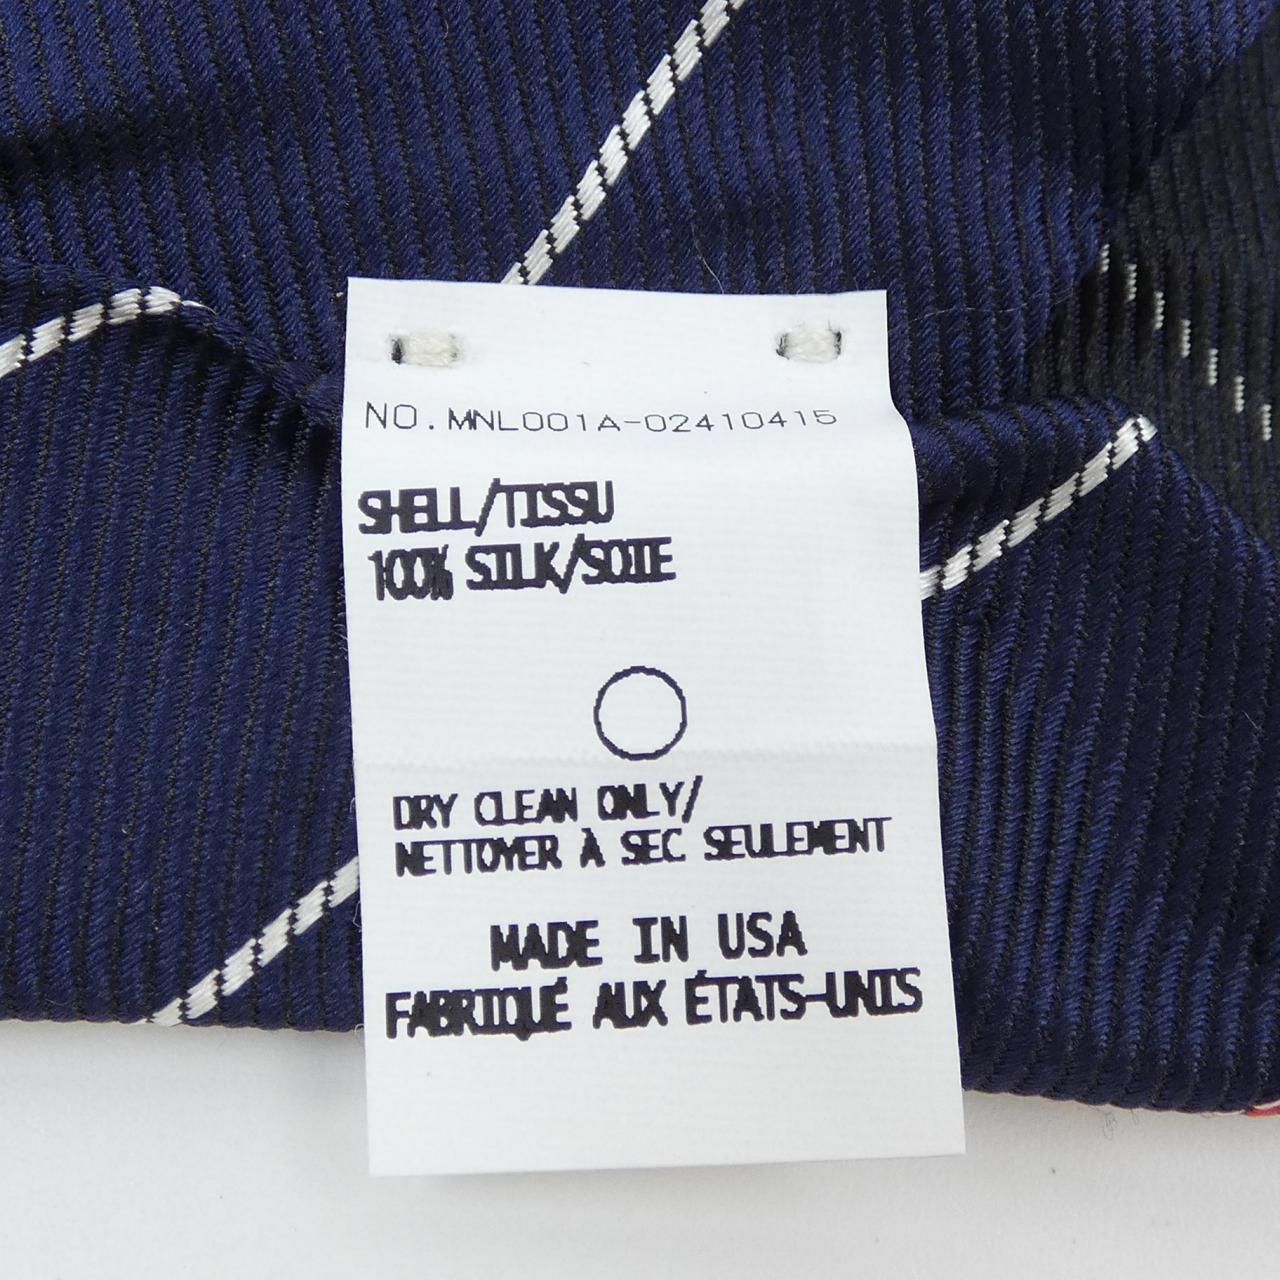 NO. MNL001A-02410415
SHELL/TISSU
100% SILK/SOIE
DRY CLEAN ONLY/
NETTOYER À SEC SEULEMENT
MADE IN USA
FABRIQUÉ AUX ÉTATS-UNIS